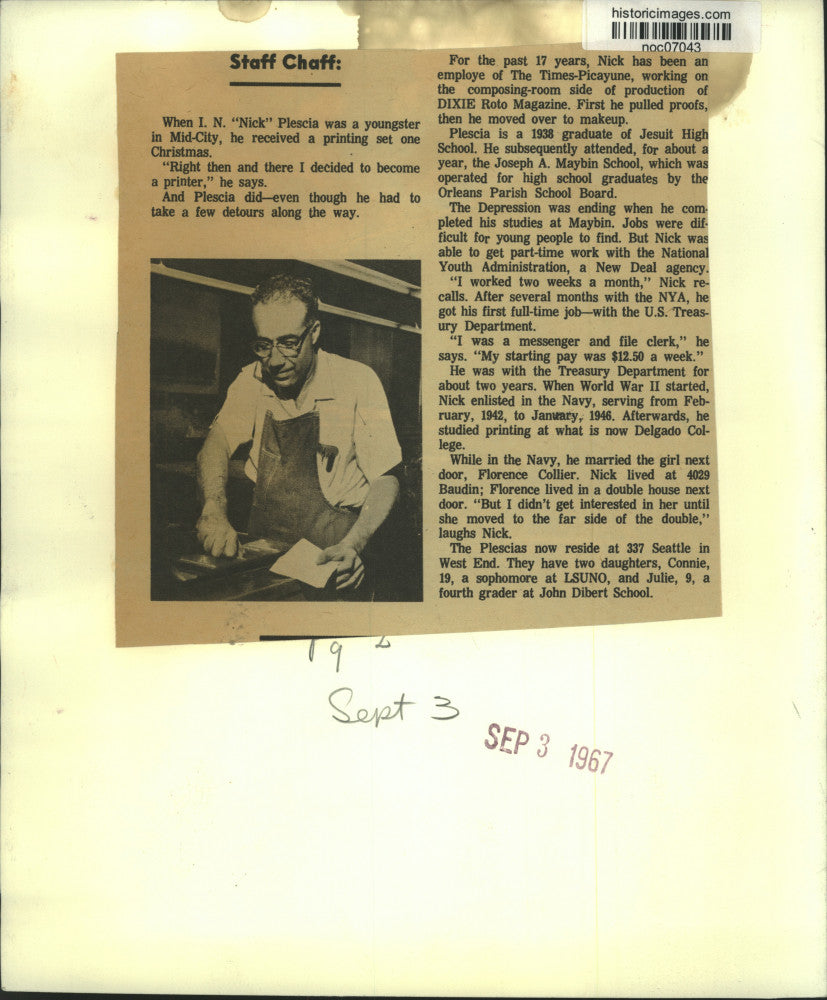 historicimages.com
noc07043
Staff Chaff:
When I. N. “Nick” Plescia was a youngster
in Mid-City, he received a printing set one
Christmas.
“Right then and there I decided to become
a printer,” he says.
And Plescia did—even though he had to
take a few detours along the way.
For the past 17 years, Nick has been an
employe of The Times-Picayune, working on
the composing-room side of production of
DIXIE Roto Magazine. First he pulled proofs,
then he moved over to makeup.
Plescia is a 1938 graduate of Jesuit High
School. He subsequently attended, for about a
year, the Joseph A. Maybin School, which was
operated for high school graduates by the
Orleans Parish School Board.
The Depression was ending when he com-
pleted his studies at Maybin. Jobs were dif-
ficult for young people to find. But Nick was
able to get part-time work with the National
Youth Administration, a New Deal agency.
“I worked two weeks a month,” Nick re-
calls. After several months with the NYA, he
got his first full-time job—with the U.S. Treas-
ury Department.
“I was a messenger and file clerk,” he
says. “My starting pay was $12.50 a week.”
He was with the Treasury Department for
about two years. When World War II started,
Nick enlisted in the Navy, serving from Feb-
ruary, 1942, to January, 1946. Afterwards, he
studied printing at what is now Delgado Col-
lege.
While in the Navy, he married the girl next
door, Florence Collier. Nick lived at 4029
Baudin; Florence lived in a double house next
door. “But I didn’t get interested in her until
she moved to the far side of the double,”
laughs Nick.
The Plescias now reside at 337 Seattle in
West End. They have two daughters, Connie,
19, a sophomore at LSUNO, and Julie, 9, a
fourth grader at John Dibert School.
Sept 3
SEP 3 1967